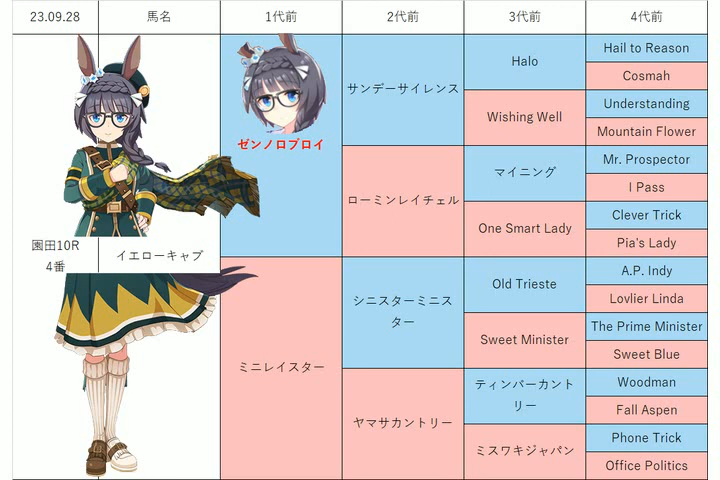 23.09.28 馬名 1代前 2代前 3代前 4代前
園田10R
4番
イエローキャブ
ゼンノロブロイ
サンデーサイレンス
Halo
Hail to Reason
Cosmah
Wishing Well
Understanding
Mountain Flower
ローミンレイチェル
マイニング
Mr. Prospector
I Pass
One Smart Lady
Clever Trick
Pia's Lady
ミニレイスター
シニスターミニス
ター
Old Trieste
A.P. Indy
Lovlier Linda
Sweet Minister
The Prime Minister
Sweet Blue
ヤマサカントリー
ティンバーカント
リー
Woodman
Fall Aspen
ミスワキジャパン
Phone Trick
Office Politics